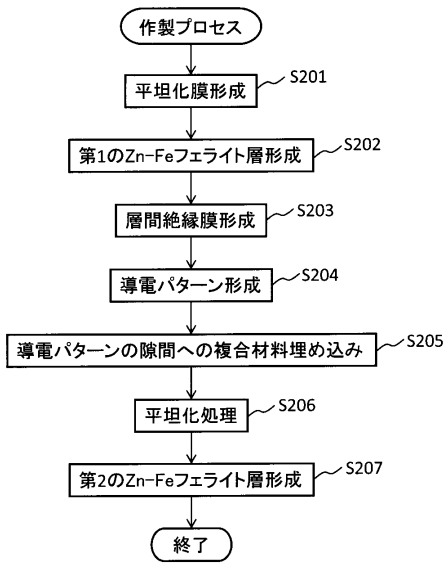 作製プロセス
平坦化膜形成
S201
第1のZn-Feフェライト層形成
S202
層間絶縁膜形成
S203
導電パターン形成
S204
導電パターンの隙間への複合材料埋め込み
S205
平坦化処理
S206
第2のZn-Feフェライト層形成
S207
終了